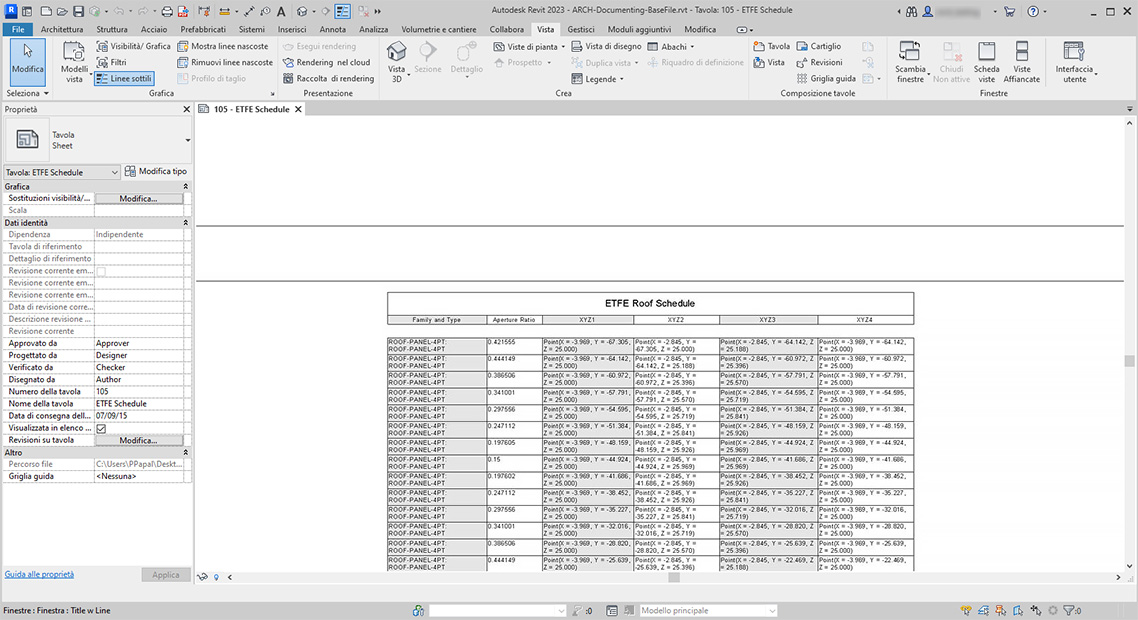 Autodesk Revit 2023 - ARCH-Documenting-BaseFile.rvt - Tavola: 105 - ETFE Schedule
File Architettura Struttura Acciaio Prefabbricati Sistemi Inserisci Annota Analizza Volumetrie e cantiere Collabora Vista Gestisci Moduli aggiuntivi Modifica
Modifica
Seleziona
Modelli vista
Visibilità/ Grafica
Filtri
Linee sottili
Mostra linee nascoste
Rimuovi linee nascoste
Profilo di taglio
Grafica
Esegui rendering
Rendering nel cloud
Raccolta di rendering
Presentazione
Vista 3D
Sezione
Dettaglio
Viste di pianta
Prospetto
Vista di disegno
Duplica vista
Legende
Abachi
Riquadro di definizione
Crea
Tavola
Vista
Cartiglio
Revisioni
Griglia guida
Composizione tavole
Scambia finestre
Chiudi Non attive
Scheda viste
Viste Affiancate
Finestre
Interfaccia utente
Proprietà
105 - ETFE Schedule
Tavola
Sheet
Tavola: ETFE Schedule
Modifica tipo
Grafica
Sostituzioni visibilità/... Modifica...
Scala
Dati identità
Dipendenza Indipendente
Tavola di riferimento
Dettaglio di riferimento
Revisione corrente em...
Revisione corrente em...
Revisione corrente em...
Data di revisione corre...
Descrizione revisione ...
Revisione corrente
Approvato da Approver
Progettato da Designer
Verificato da Checker
Disegnato da Author
Numero della tavola 105
Nome della tavola ETFE Schedule
Data di consegna dell... 07/09/15
Visualizzata in elenco ...
Revisioni su tavola Modifica...
Altro
Percorso file C:\Users\PPapal\Deskt...
Griglia guida <Nessuna>
Guida alle proprietà
Applica
ETFE Roof Schedule
Family and Type Aperture Ratio XYZ1 XYZ2 XYZ3 XYZ4
ROOF-PANEL-4PT: 0.421555 Point(X = -3.969, Y = -67.305, Point(X = -2.845, Y = Point(X = -2.845, Y = -64.142, Z Point(X = -3.969, Y = -64.142,
ROOF-PANEL-4PT Z = 25.000) -67.305, Z = 25.000) = 25.188) Z = 25.000)
ROOF-PANEL-4PT: 0.444149 Point(X = -3.969, Y = -64.142, Point(X = -2.845, Y = Point(X = -2.845, Y = -60.972, Z Point(X = -3.969, Y = -60.972,
ROOF-PANEL-4PT Z = 25.000) -64.142, Z = 25.188) = 25.396) Z = 25.000)
ROOF-PANEL-4PT: 0.386506 Point(X = -3.969, Y = -60.972, Point(X = -2.845, Y = Point(X = -2.845, Y = -57.791, Z Point(X = -3.969, Y = -57.791,
ROOF-PANEL-4PT Z = 25.000) -60.972, Z = 25.396) = 25.570) Z = 25.000)
ROOF-PANEL-4PT: 0.341001 Point(X = -3.969, Y = -57.791, Point(X = -2.845, Y = Point(X = -2.845, Y = -54.595, Z Point(X = -3.969, Y = -54.595,
ROOF-PANEL-4PT Z = 25.000) -57.791, Z = 25.570) = 25.719) Z = 25.000)
ROOF-PANEL-4PT: 0.297556 Point(X = -3.969, Y = -54.595, Point(X = -2.845, Y = Point(X = -2.845, Y = -51.384, Z Point(X = -3.969, Y = -51.384,
ROOF-PANEL-4PT Z = 25.000) -54.595, Z = 25.719) = 25.841) Z = 25.000)
ROOF-PANEL-4PT: 0.247112 Point(X = -3.969, Y = -51.384, Point(X = -2.845, Y = Point(X = -2.845, Y = -48.159, Z Point(X = -3.969, Y = -48.159,
ROOF-PANEL-4PT Z = 25.000) -51.384, Z = 25.841) = 25.926) Z = 25.000)
ROOF-PANEL-4PT: 0.197605 Point(X = -3.969, Y = -48.159, Point(X = -2.845, Y = Point(X = -2.845, Y = -44.924, Z Point(X = -3.969, Y = -44.924,
ROOF-PANEL-4PT Z = 25.000) -48.159, Z = 25.926) = 25.969) Z = 25.000)
ROOF-PANEL-4PT: 0.15 Point(X = -3.969, Y = -44.924, Point(X = -2.845, Y = Point(X = -2.845, Y = -41.686, Z Point(X = -3.969, Y = -41.686,
ROOF-PANEL-4PT Z = 25.000) -44.924, Z = 25.969) = 25.969) Z = 25.000)
ROOF-PANEL-4PT: 0.197602 Point(X = -3.969, Y = -41.686, Point(X = -2.845, Y = Point(X = -2.845, Y = -38.452, Z Point(X = -3.969, Y = -38.452,
ROOF-PANEL-4PT Z = 25.000) -41.686, Z = 25.969) = 25.926) Z = 25.000)
ROOF-PANEL-4PT: 0.247112 Point(X = -3.969, Y = -38.452, Point(X = -2.845, Y = Point(X = -2.845, Y = -35.227, Z Point(X = -3.969, Y = -35.227,
ROOF-PANEL-4PT Z = 25.000) -38.452, Z = 25.926) = 25.841) Z = 25.000)
ROOF-PANEL-4PT: 0.297556 Point(X = -3.969, Y = -35.227, Point(X = -2.845, Y = Point(X = -2.845, Y = -32.016, Z Point(X = -3.969, Y = -32.016,
ROOF-PANEL-4PT Z = 25.000) -35.227, Z = 25.841) = 25.719) Z = 25.000)
ROOF-PANEL-4PT: 0.341001 Point(X = -3.969, Y = -32.016, Point(X = -2.845, Y = Point(X = -2.845, Y = -28.820, Z Point(X = -3.969, Y = -28.820,
ROOF-PANEL-4PT Z = 25.000) -32.016, Z = 25.719) = 25.570) Z = 25.000)
ROOF-PANEL-4PT: 0.386506 Point(X = -3.969, Y = -28.820, Point(X = -2.845, Y = Point(X = -2.845, Y = -25.639, Z Point(X = -3.969, Y = -25.639,
ROOF-PANEL-4PT Z = 25.000) -28.820, Z = 25.570) = 25.396) Z = 25.000)
ROOF-PANEL-4PT: 0.444149 Point(X = -3.969, Y = -25.639, Point(X = -2.845, Y = Point(X = -2.845, Y = -22.469, Z Point(X = -3.969, Y = -22.469,
ROOF-PANEL-4PT Z = 25.000) -25.639, Z = 25.396) = 25.188) Z = 25.000)
Finestre : Finestra : Title w Line
:0
Modello principale
:0